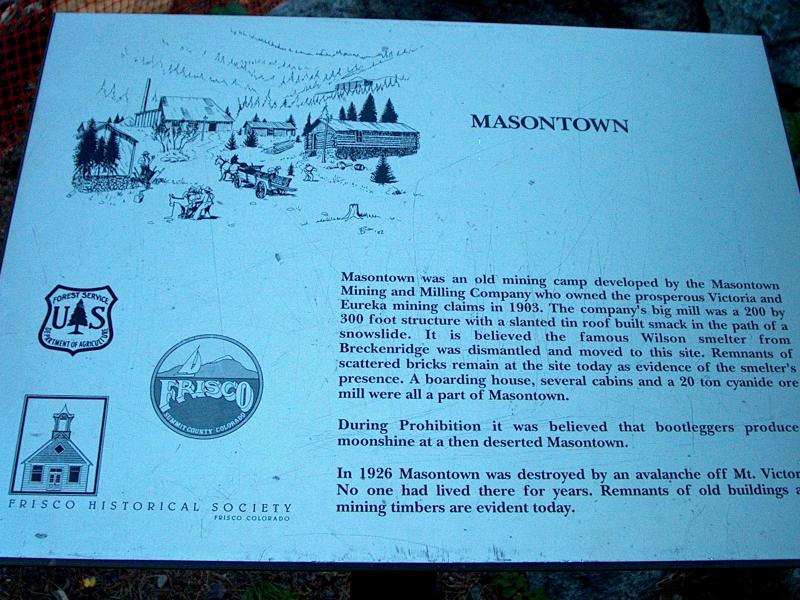 MASONTOWN
Masontown was an old mining camp developed by the Masontown
Mining and Milling Company who owned the prosperous Victoria and
Eureka mining claims in 1903. The company's big mill was a 200 by
300 foot structure with a slanted tin roof built smack in the path of a
snowslide. It is believed the famous Wilson smelter from
Breckenridge was dismantled and moved to this site. Remnants of
scattered bricks remain at the site today as evidence of the smelter's
presence. A boarding house, several cabins and a 20 ton cyanide ore
mill were all a part of Masontown.
During Prohibition it was believed that bootleggers produce
moonshine at a then deserted Masontown.
In 1926 Masontown was destroyed by an avalanche off Mt. Victor
No one had lived there for years. Remnants of old buildings a
mining timbers are evident today.
FOREST SERVICE
U S
DEPARTMENT OF AGRICULTURE
FRISCO
SUMMIT COUNTY, COLORADO
FRISCO HISTORICAL SOCIETY
FRISCO COLORADO